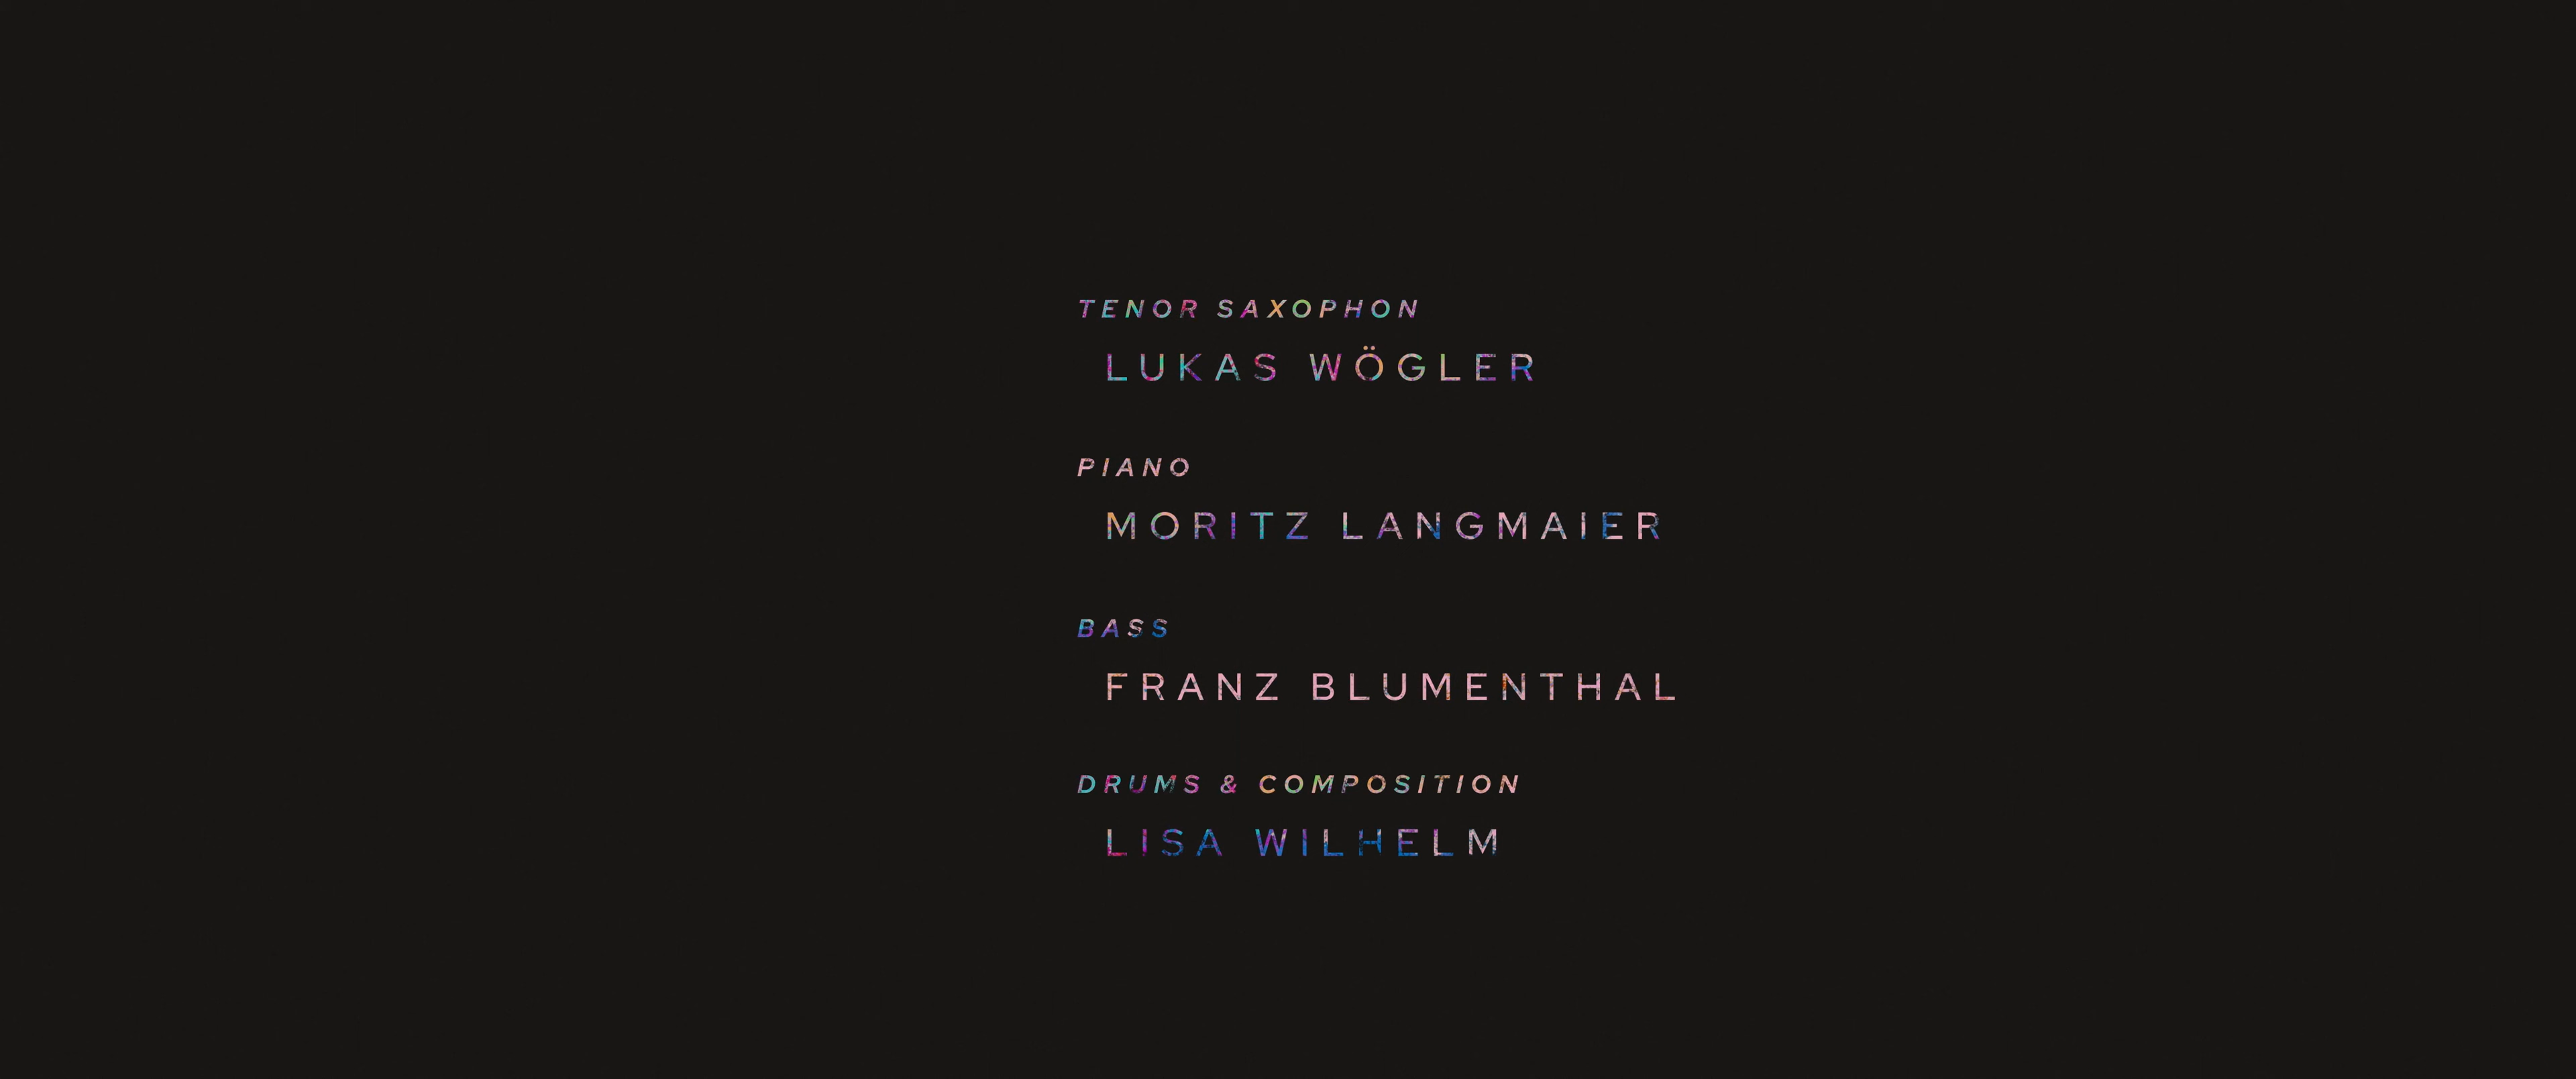 TENOR SAXOPHON
LUKAS WÖGLER
PIANO
MORITZ LANGMAIER
BASS
FRANZ BLUMENTHAL
DRUMS & COMPOSITION
LISA WILHELM